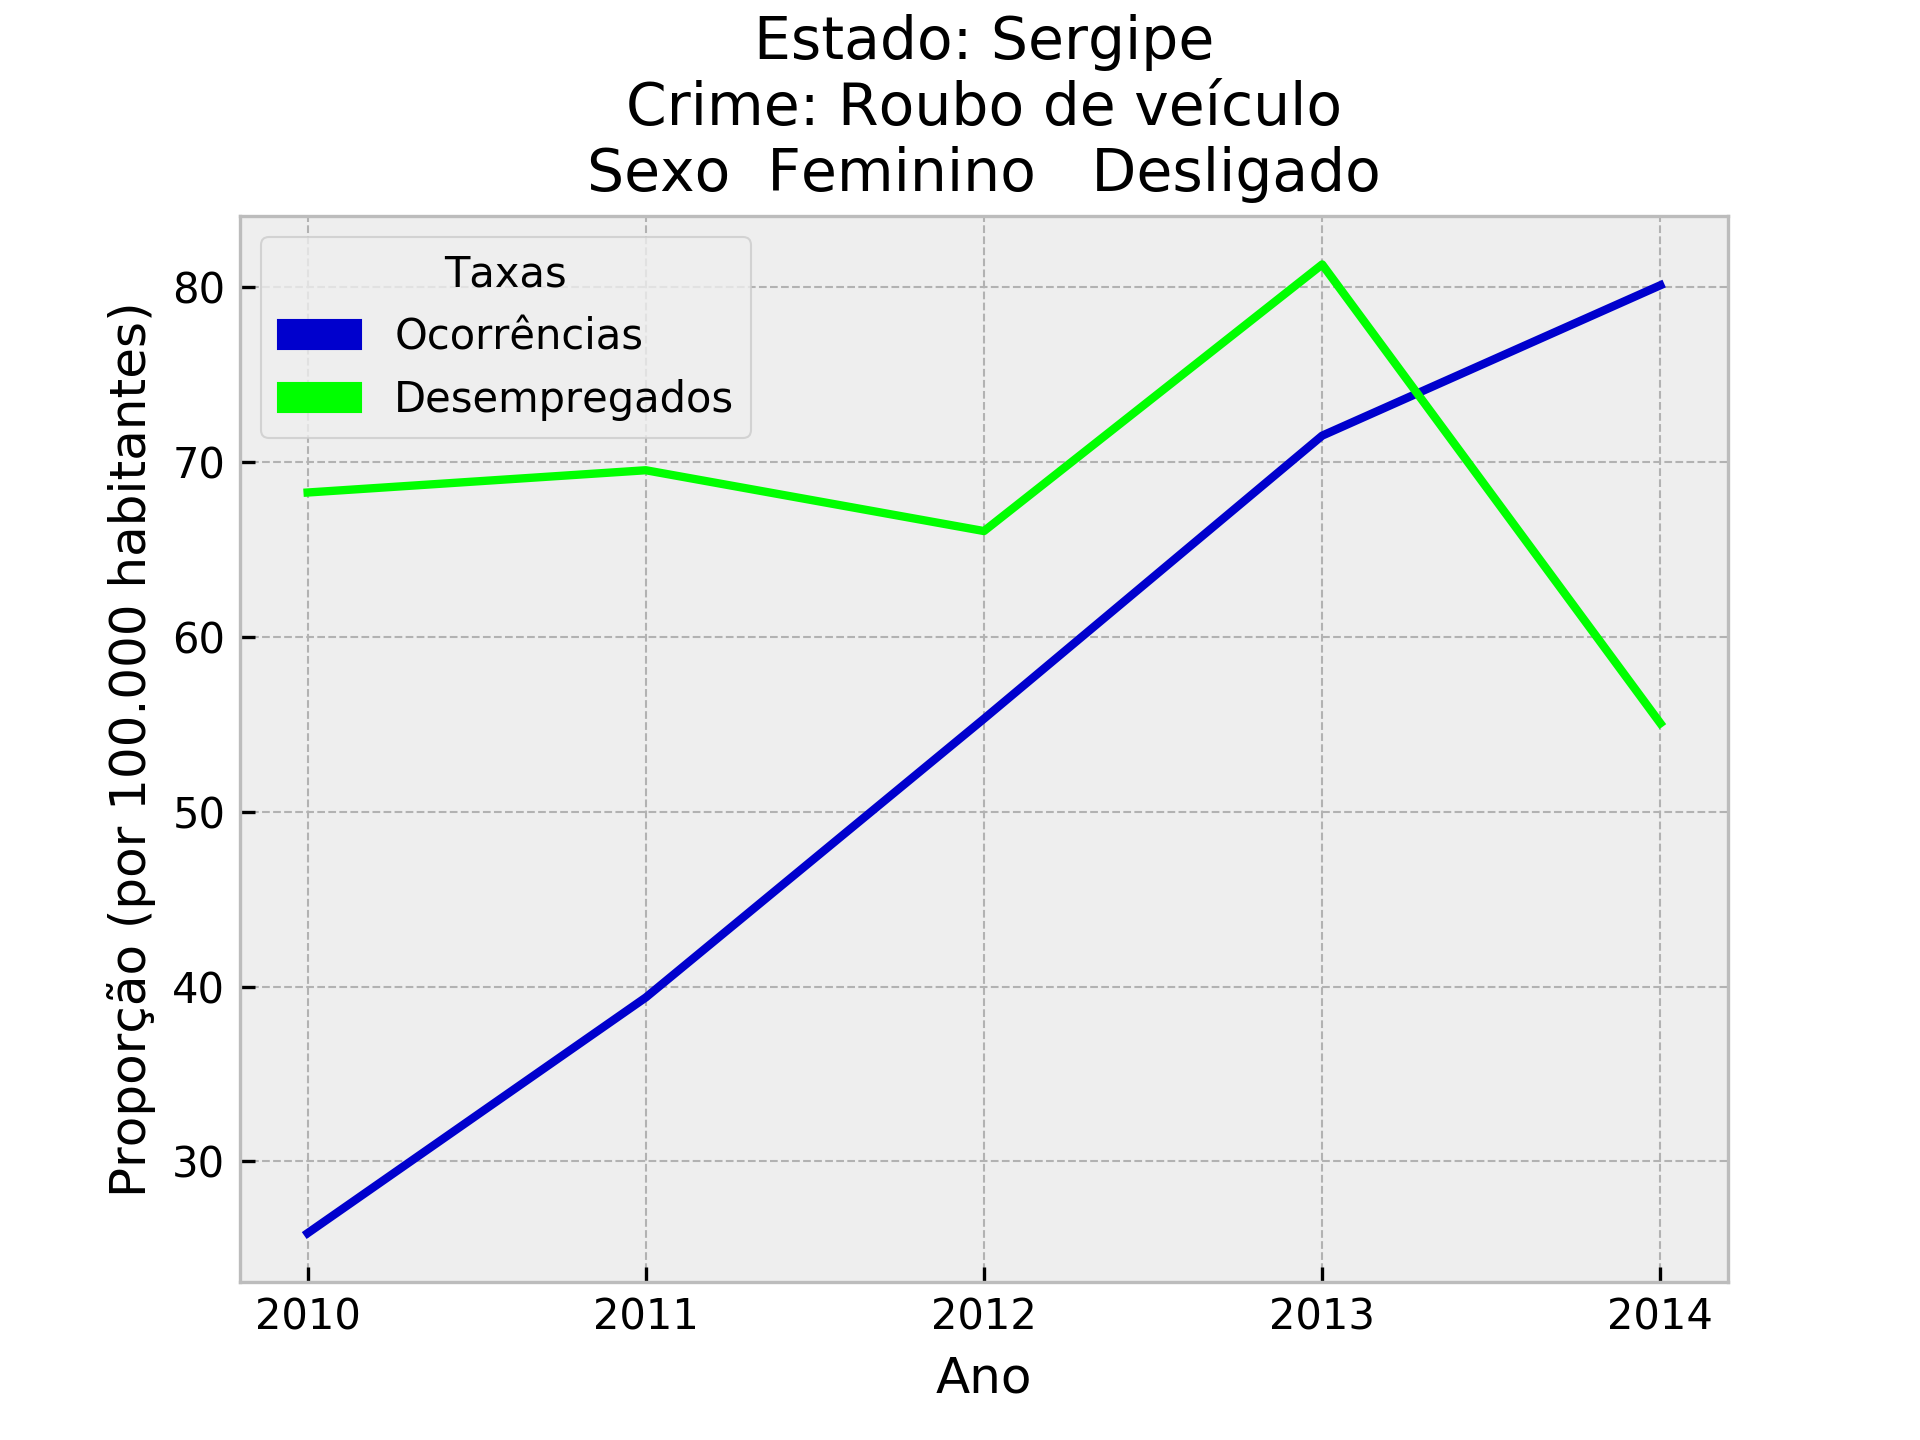 Estado: Sergipe
Crime: Roubo de veículo
Sexo  Feminino   Desligado
Taxas
Ocorrências
Desempregados
Proporção (por 100.000 habitantes)
80
70
60
50
40
30
2010 2011 2012 2013 2014
Ano